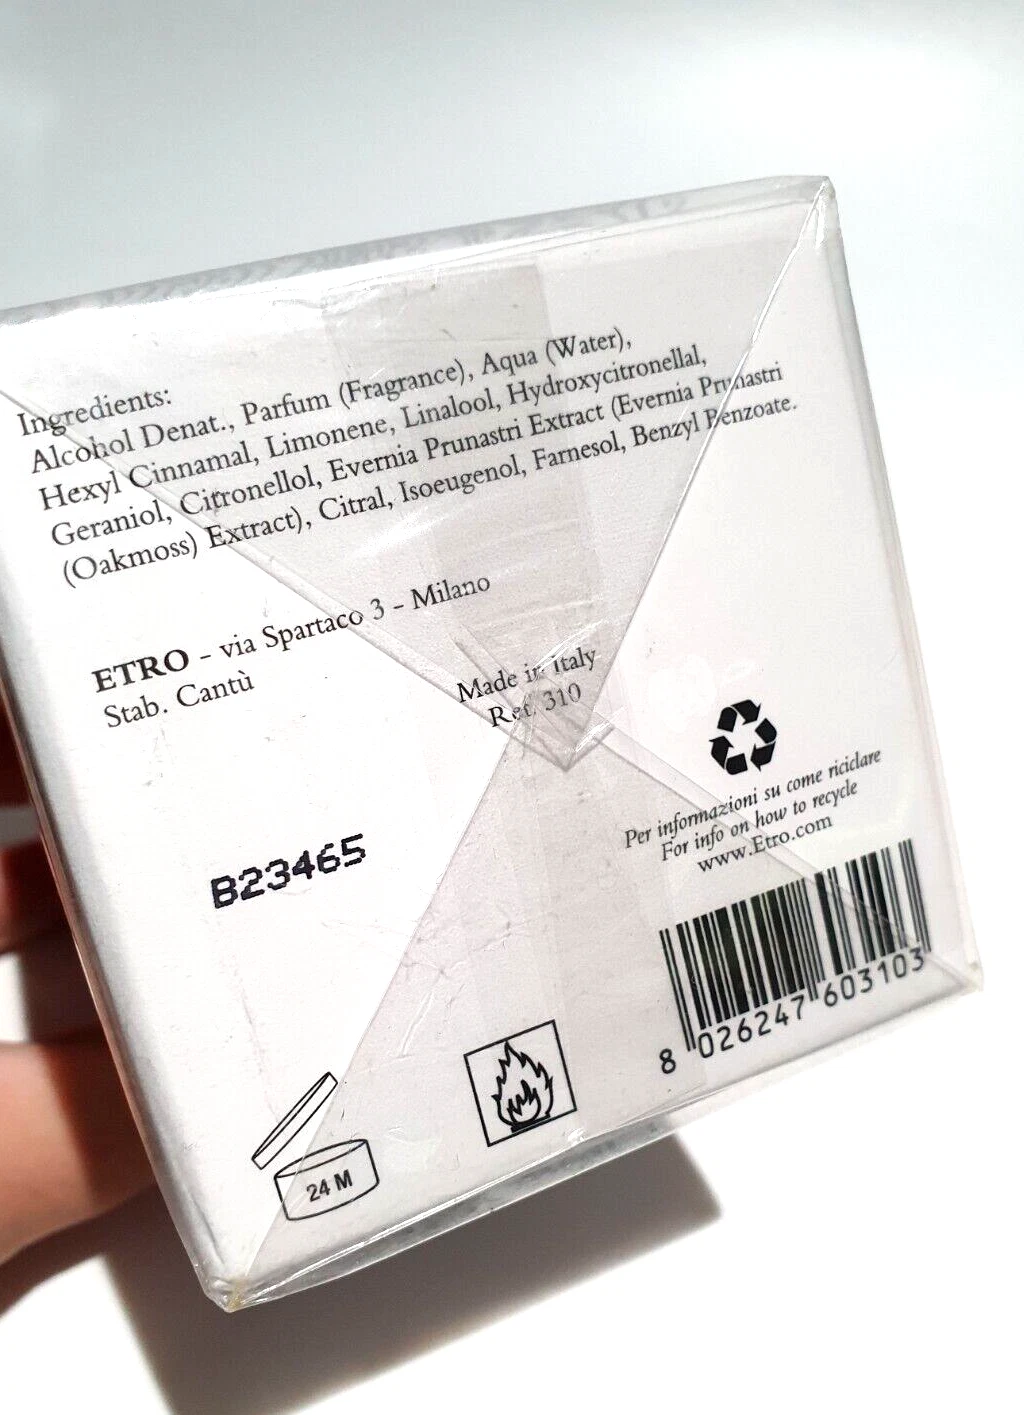 Ingredients:
Alcohol Denat., Parfum (Fragrance), Aqua (Water),
Hexyl Cinnamal, Limonene, Linalool, Hydroxycitronellal,
Geraniol, Citronellol, Evernia Prunastri Extract (Evernia Prunastri
(Oakmoss) Extract), Citral, Isoeugenol, Farnesol, Benzyl Benzoate.
ETRO - via Spartaco 3 - Milano
Stab. Cantù
Made in Italy
Ref. 310
Per informazioni su come riciclare
For info on how to recycle
www.Etro.com
B23465
8 026247 603103
24 M